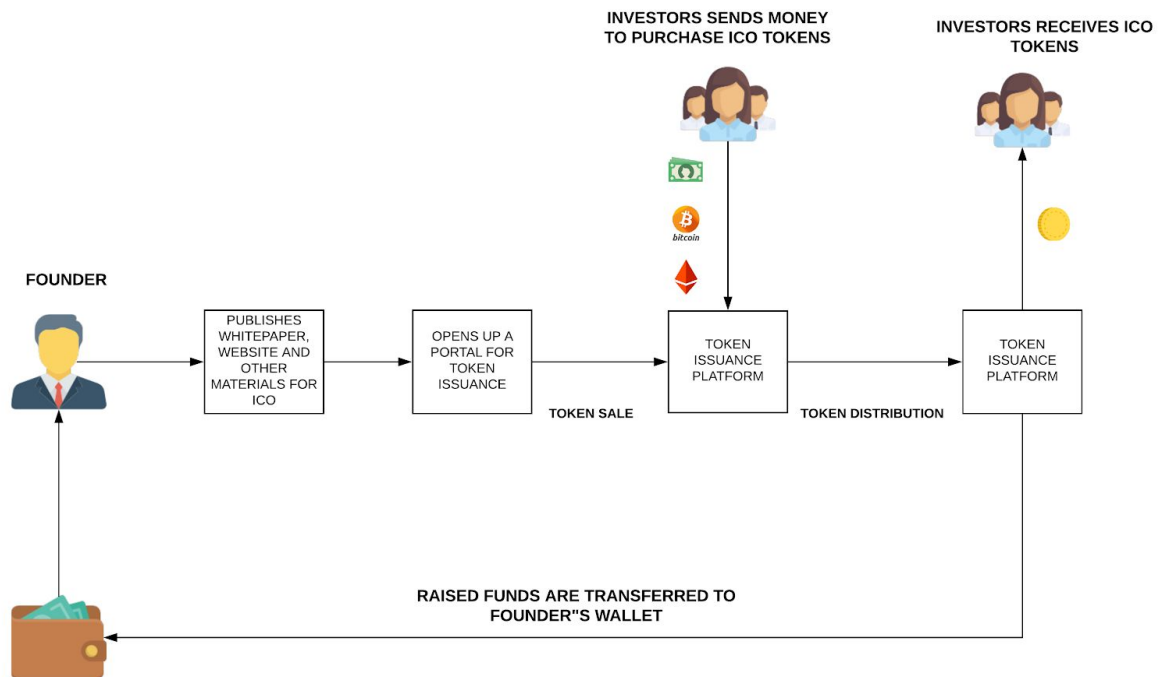 INVESTORS SENDS MONEY
TO PURCHASE ICO TOKENS
INVESTORS RECEIVES ICO
TOKENS
bitcoin
FOUNDER
PUBLISHES
WHITEPAPER,
WEBSITE AND
OTHER
MATERIALS FOR
ICO
OPENS UP A
PORTAL FOR
TOKEN
ISSUANCE
TOKEN SALE
TOKEN
ISSUANCE
PLATFORM
TOKEN DISTRIBUTION
TOKEN
ISSUANCE
PLATFORM
RAISED FUNDS ARE TRANSFERRED TO
FOUNDER"S WALLET